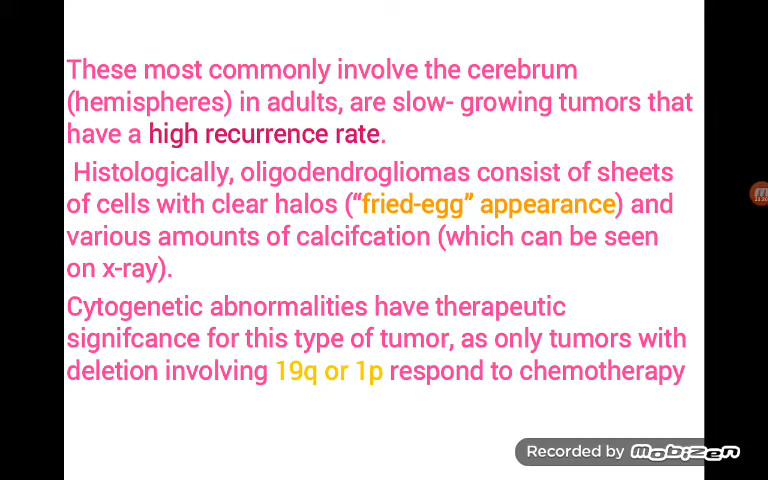 These most commonly involve the cerebrum
(hemispheres) in adults, are slow- growing tumors that
have a high recurrence rate.
Histologically, oligodendrogliomas consist of sheets
of cells with clear halos (“fried-egg” appearance) and
various amounts of calcifcation (which can be seen
on x-ray).
Cytogenetic abnormalities have therapeutic
signifcance for this type of tumor, as only tumors with
deletion involving 19q or 1p respond to chemotherapy
Recorded by mobizen